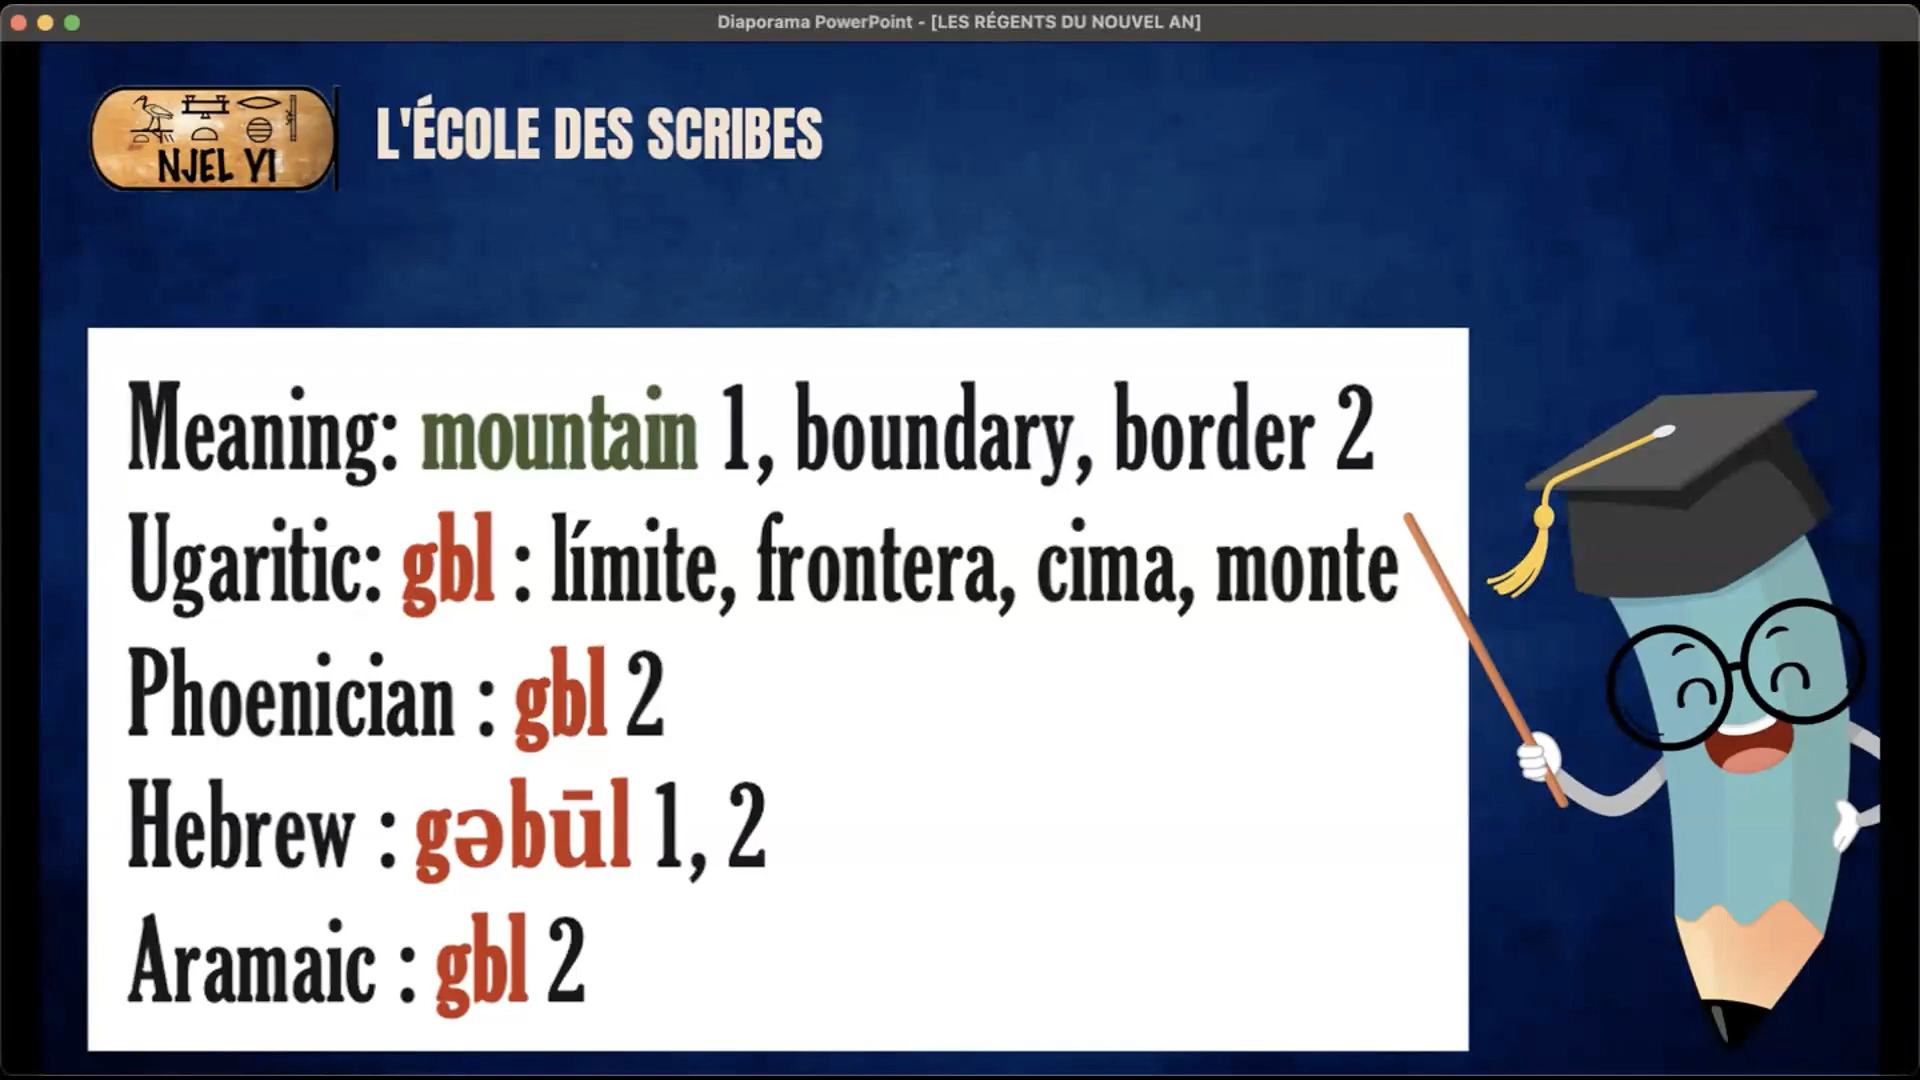 Diaporama PowerPoint - [LES RÉGENTS DU NOUVEL AN]
NJEL YI
L'ÉCOLE DES SCRIBES
Meaning: mountain 1, boundary, border 2
Ugaritic: gbl : límite, frontera, cima, monte
Phoenician : gbl 2
Hebrew : gəbūl 1, 2
Aramaic : gbl 2